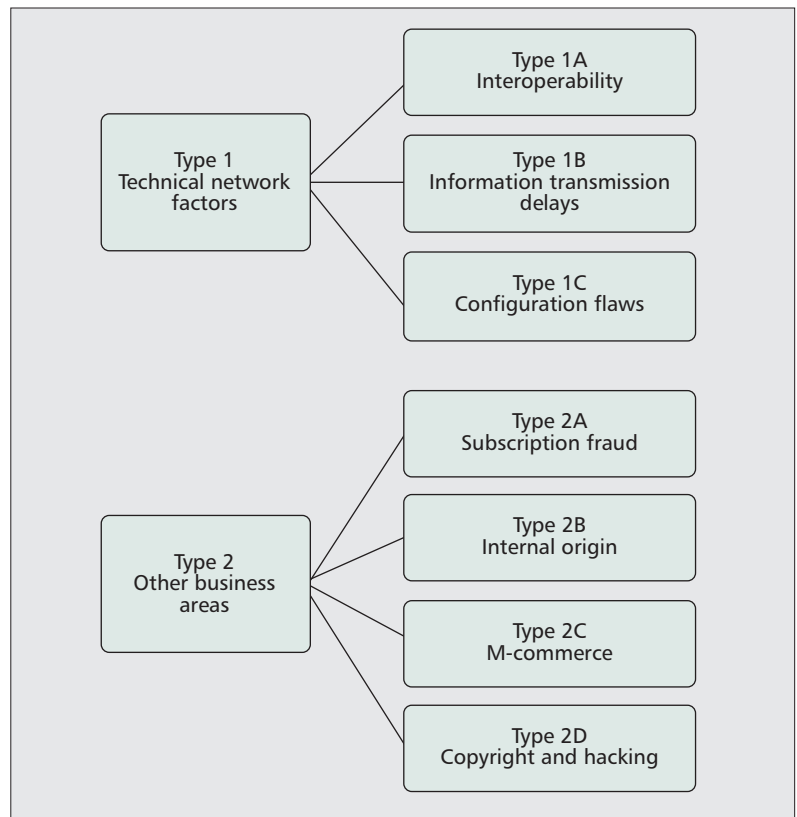 Type 1
Technical network
factors
Type 1A
Interoperability
Type 1B
Information transmission
delays
Type 1C
Configuration flaws
Type 2
Other business
areas
Type 2A
Subscription fraud
Type 2B
Internal origin
Type 2C
M-commerce
Type 2D
Copyright and hacking